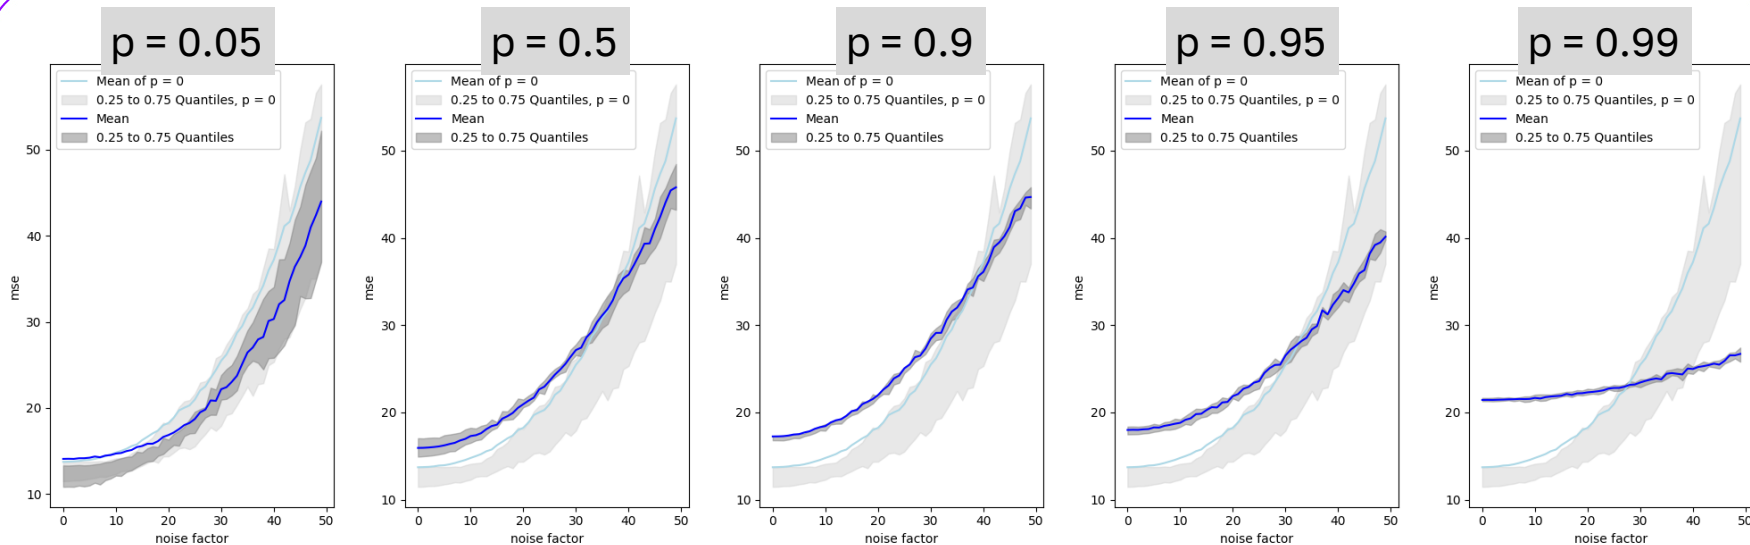 p = 0.05
Mean of p = 0
0.25 to 0.75 Quantiles, p = 0
Mean
0.25 to 0.75 Quantiles
50
40
30
20
10
mse
0 10 20 30 40 50
noise factor
p = 0.5
Mean of p = 0
0.25 to 0.75 Quantiles, p = 0
Mean
0.25 to 0.75 Quantiles
50
40
30
20
10
mse
0 10 20 30 40 50
noise factor
p = 0.9
Mean of p = 0
0.25 to 0.75 Quantiles, p = 0
Mean
0.25 to 0.75 Quantiles
50
40
30
20
10
mse
0 10 20 30 40 50
noise factor
p = 0.95
Mean of p = 0
0.25 to 0.75 Quantiles, p = 0
Mean
0.25 to 0.75 Quantiles
50
40
30
20
10
mse
0 10 20 30 40 50
noise factor
p = 0.99
Mean of p = 0
0.25 to 0.75 Quantiles, p = 0
Mean
0.25 to 0.75 Quantiles
50
40
30
20
10
mse
0 10 20 30 40 50
noise factor